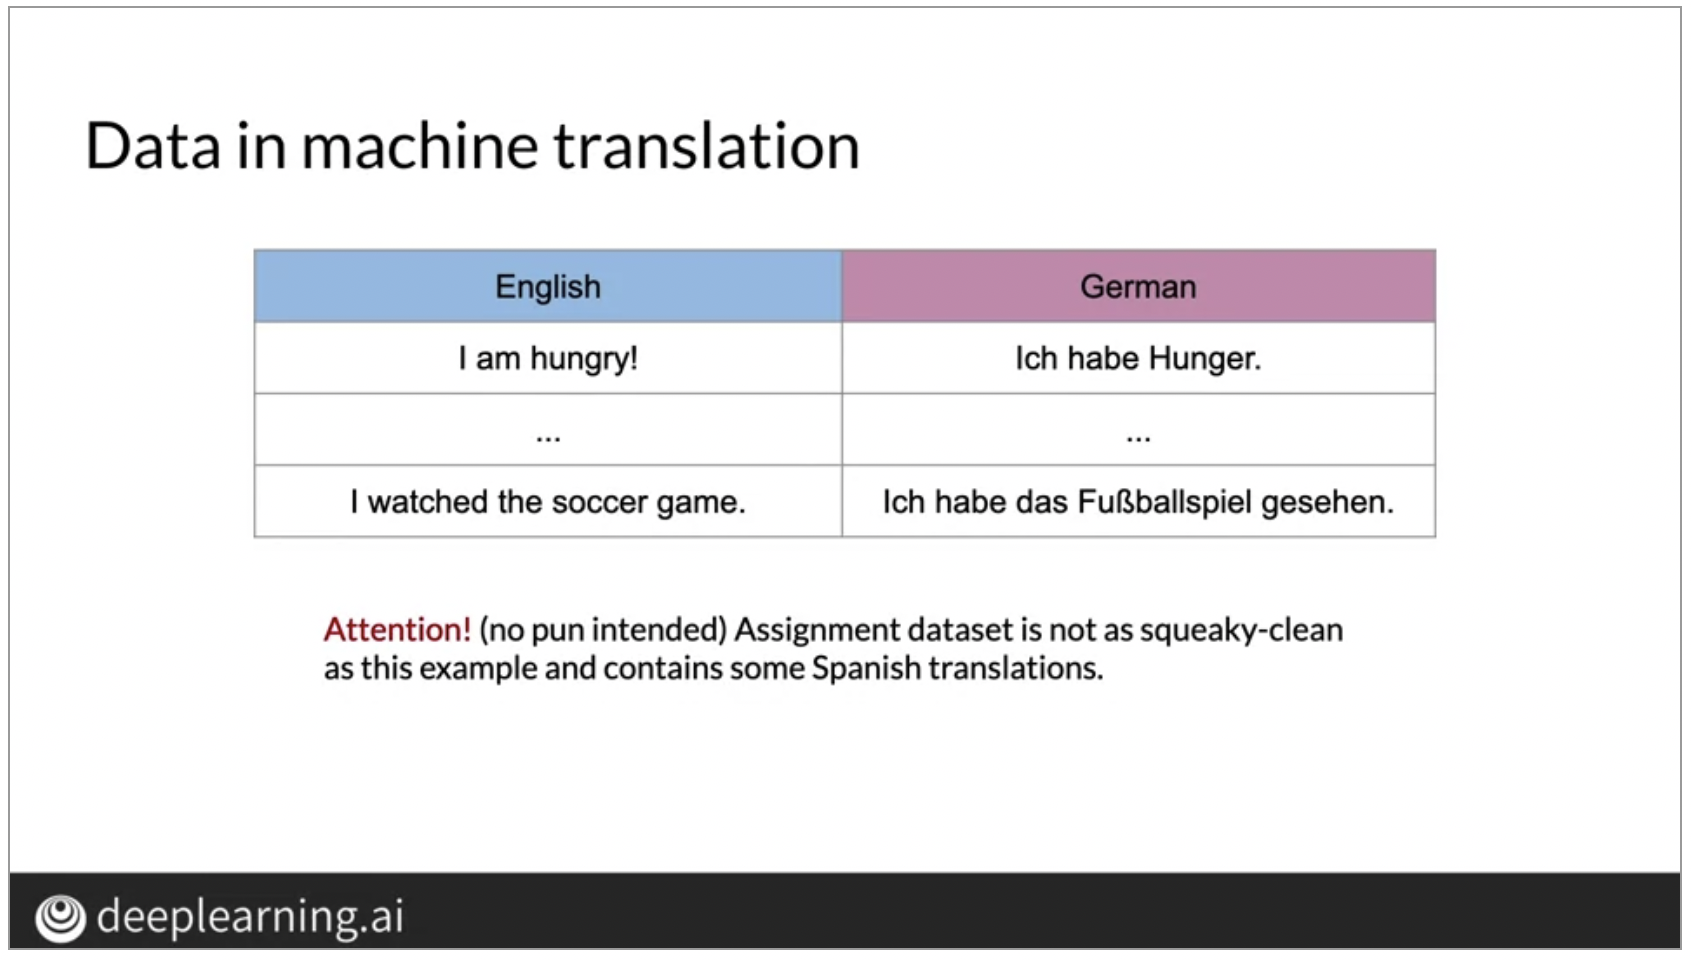 Data in machine translation
English German
I am hungry! Ich habe Hunger.
... ...
I watched the soccer game. Ich habe das Fußballspiel gesehen.
Attention! (no pun intended) Assignment dataset is not as squeaky-clean
as this example and contains some Spanish translations.
deeplearning.ai